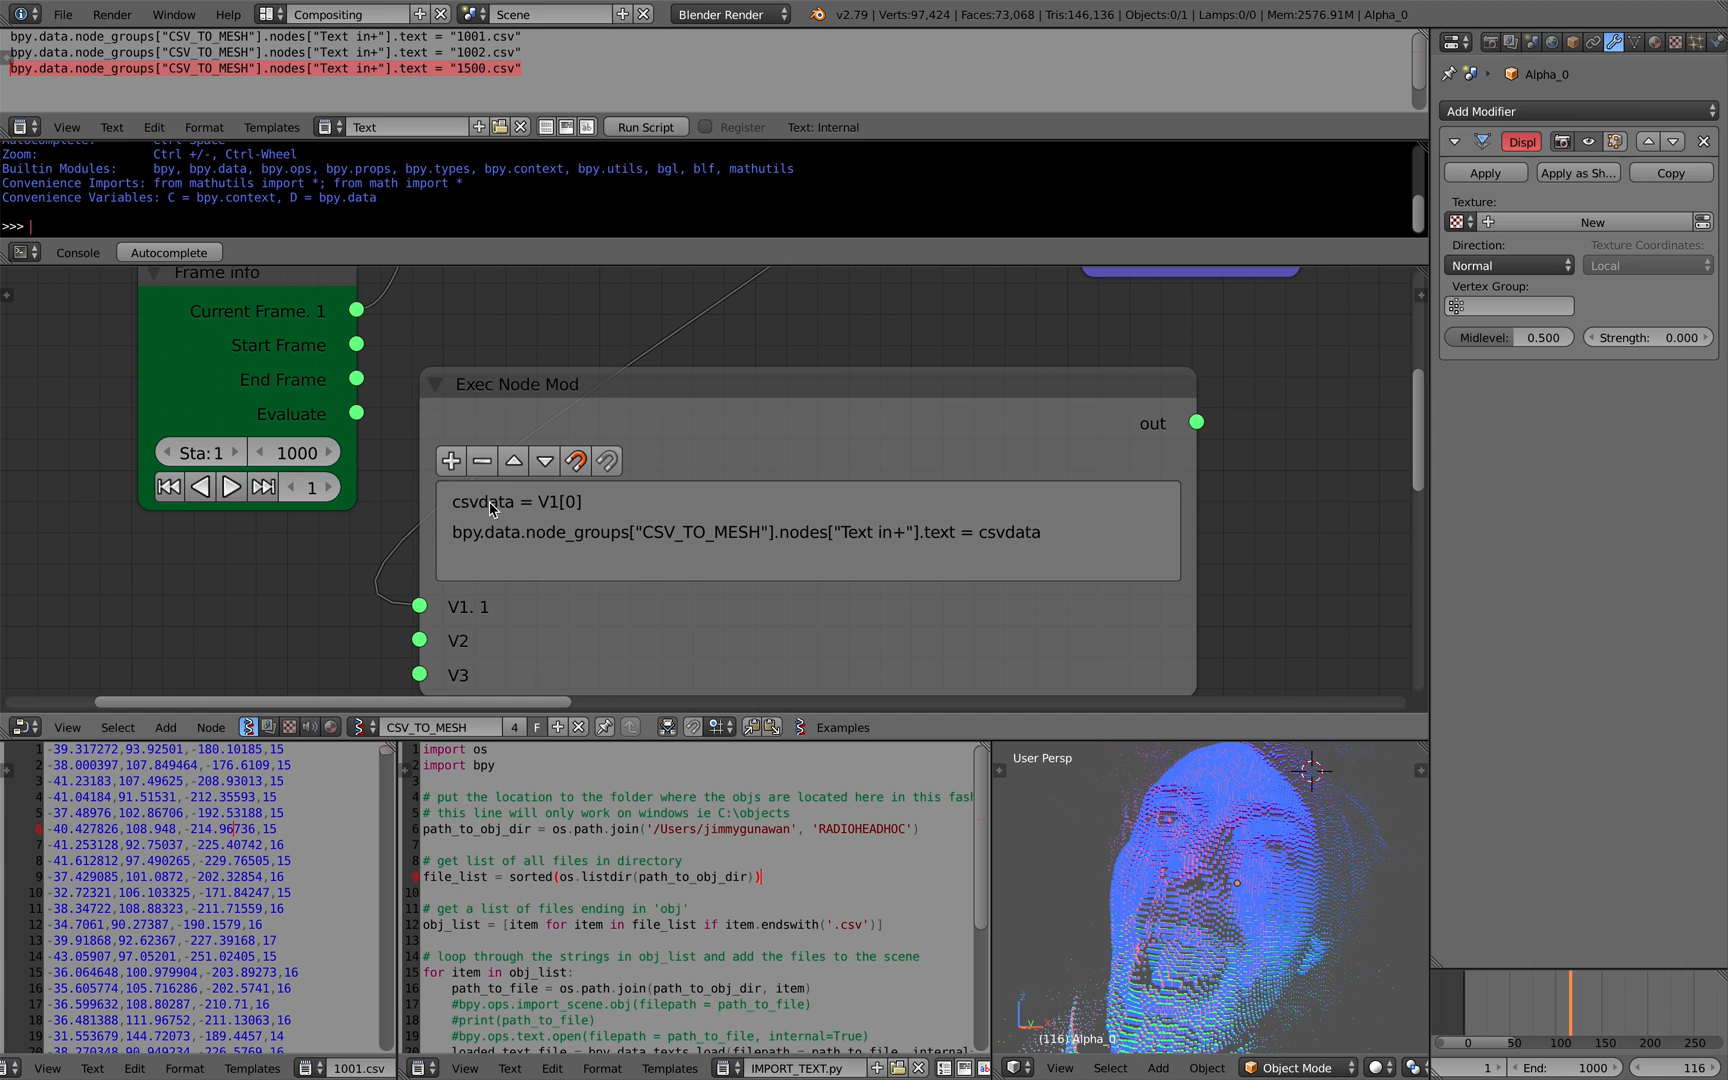 File Render Window Help Compositing Scene Blender Render v2.79 | Verts:97,424 | Faces:73,068 | Tris:146,136 | Objects:0/1 | Lamps:0/0 | Mem:2576.91M | Alpha_0
bpy.data.node_groups["CSV_TO_MESH"].nodes["Text in+"].text = "1001.csv"
bpy.data.node_groups["CSV_TO_MESH"].nodes["Text in+"].text = "1002.csv"
bpy.data.node_groups["CSV_TO_MESH"].nodes["Text in+"].text = "1500.csv"
View Text Edit Format Templates Text Run Script Register Text: Internal
Zoom: Ctrl +/-, Ctrl-Wheel
Builtin Modules: bpy, bpy.data, bpy.ops, bpy.props, bpy.types, bpy.context, bpy.utils, bgl, blf, mathutils
Convenience Imports: from mathutils import *; from math import *
Convenience Variables: C = bpy.context, D = bpy.data
>>>
Console Autocomplete
Frame info
Current Frame. 1
Start Frame
End Frame
Evaluate
Sta: 1 1000
1
Exec Node Mod
out
csvdata = V1[0]
bpy.data.node_groups["CSV_TO_MESH"].nodes["Text in+"].text = csvdata
V1. 1
V2
V3
View Select Add Node CSV_TO_MESH 4 F Examples
1 -39.317272,93.92501,-180.10185,15
2 -38.000397,107.849464,-176.6109,15
3 -41.23183,107.49625,-208.93013,15
4 -41.04184,91.51531,-212.35593,15
5 -37.48976,102.86706,-192.53188,15
6 -40.427826,108.948,-214.96736,15
7 -41.253128,92.75037,-225.40742,16
8 -41.612812,97.490265,-229.76505,15
9 -37.429085,101.0872,-202.32854,16
10 -32.72321,106.103325,-171.84247,15
11 -38.34722,108.88323,-211.71559,16
12 -34.7061,90.27387,-190.1579,16
13 -39.91868,92.62367,-227.39168,17
14 -43.05907,97.05201,-251.02405,15
15 -36.064648,100.979904,-203.89273,16
16 -35.605774,105.716286,-202.5741,16
17 -36.599632,108.80287,-210.71,16
18 -36.481388,111.96752,-211.13063,16
19 -31.553679,144.72073,-189.4457,14
20 -38.270348,90.949234,-226.5769,16
View Text Edit Format Templates 1001.csv
1 import os
2 import bpy
3
4 # put the location to the folder where the objs are located here in this fash
5 # this line will only work on windows ie C:\objects
6 path_to_obj_dir = os.path.join('/Users/jimmygunawan', 'RADIOHEADHOC')
7
8 # get list of all files in directory
9 file_list = sorted(os.listdir(path_to_obj_dir))
10
11 # get a list of files ending in 'obj'
12 obj_list = [item for item in file_list if item.endswith('.csv')]
13
14 # loop through the strings in obj_list and add the files to the scene
15 for item in obj_list:
16 path_to_file = os.path.join(path_to_obj_dir, item)
17 #bpy.ops.import_scene.obj(filepath = path_to_file)
18 #print(path_to_file)
19 #bpy.ops.text.open(filepath = path_to_file, internal=True)
20 loaded_text_file = bpy.data.texts.load(filepath = path_to_file, internal
View Text Edit Format Templates IMPORT_TEXT.py
User Persp
z
y
(116) Alpha_0
View Select Add Object Object Mode
Alpha_0
Add Modifier
Displ
Apply Apply as Sh... Copy
Texture:
New
Direction: Texture Coordinates:
Normal Local
Vertex Group:
Midlevel: 0.500 Strength: 0.000
0 50 100 150 200 250
1 End: 1000 116